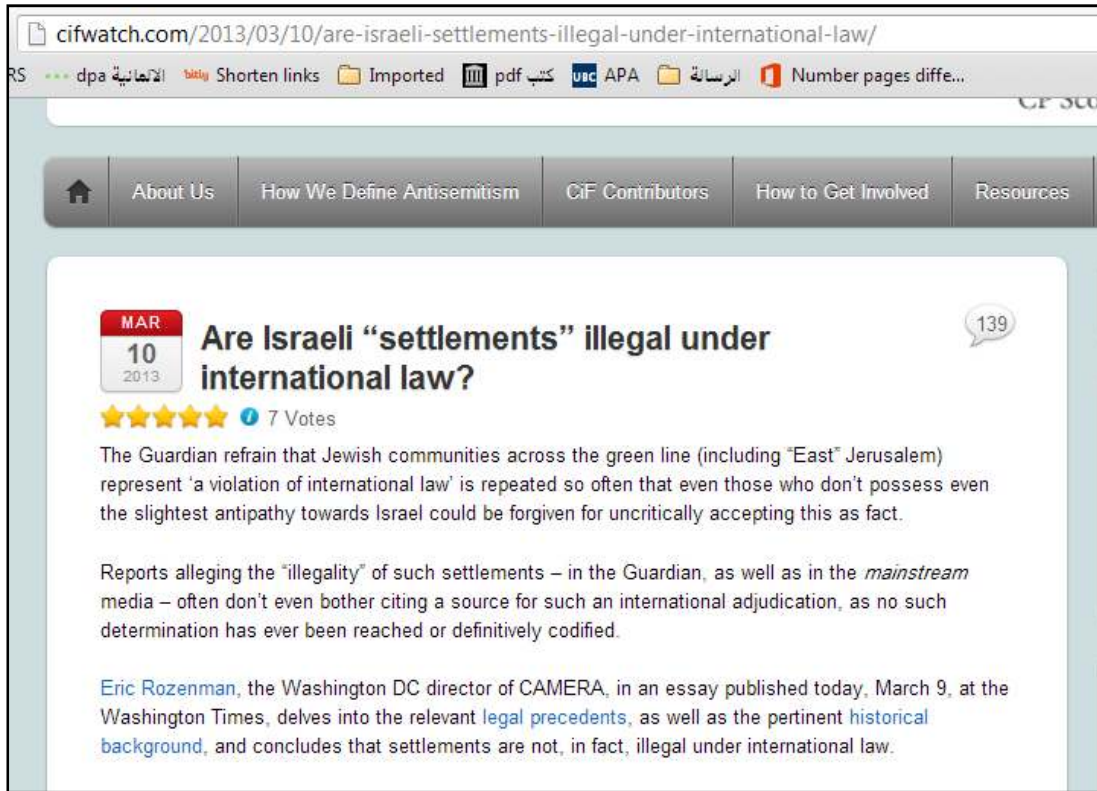 cifwatch.com/2013/03/10/are-israeli-settlements-illegal-under-international-law/
RS dpa الالمانية bitly Shorten links Imported كتب pdf UBC APA الرسالة Number pages diffe...
CP Sco
About Us How We Define Antisemitism CiF Contributors How to Get Involved Resources
MAR
10
2013
Are Israeli “settlements” illegal under
international law?
139
7 Votes
The Guardian refrain that Jewish communities across the green line (including “East” Jerusalem)
represent ‘a violation of international law’ is repeated so often that even those who don’t possess even
the slightest antipathy towards Israel could be forgiven for uncritically accepting this as fact.
Reports alleging the “illegality” of such settlements – in the Guardian, as well as in the mainstream
media – often don’t even bother citing a source for such an international adjudication, as no such
determination has ever been reached or definitively codified.
Eric Rozenman, the Washington DC director of CAMERA, in an essay published today, March 9, at the
Washington Times, delves into the relevant legal precedents, as well as the pertinent historical
background, and concludes that settlements are not, in fact, illegal under international law.